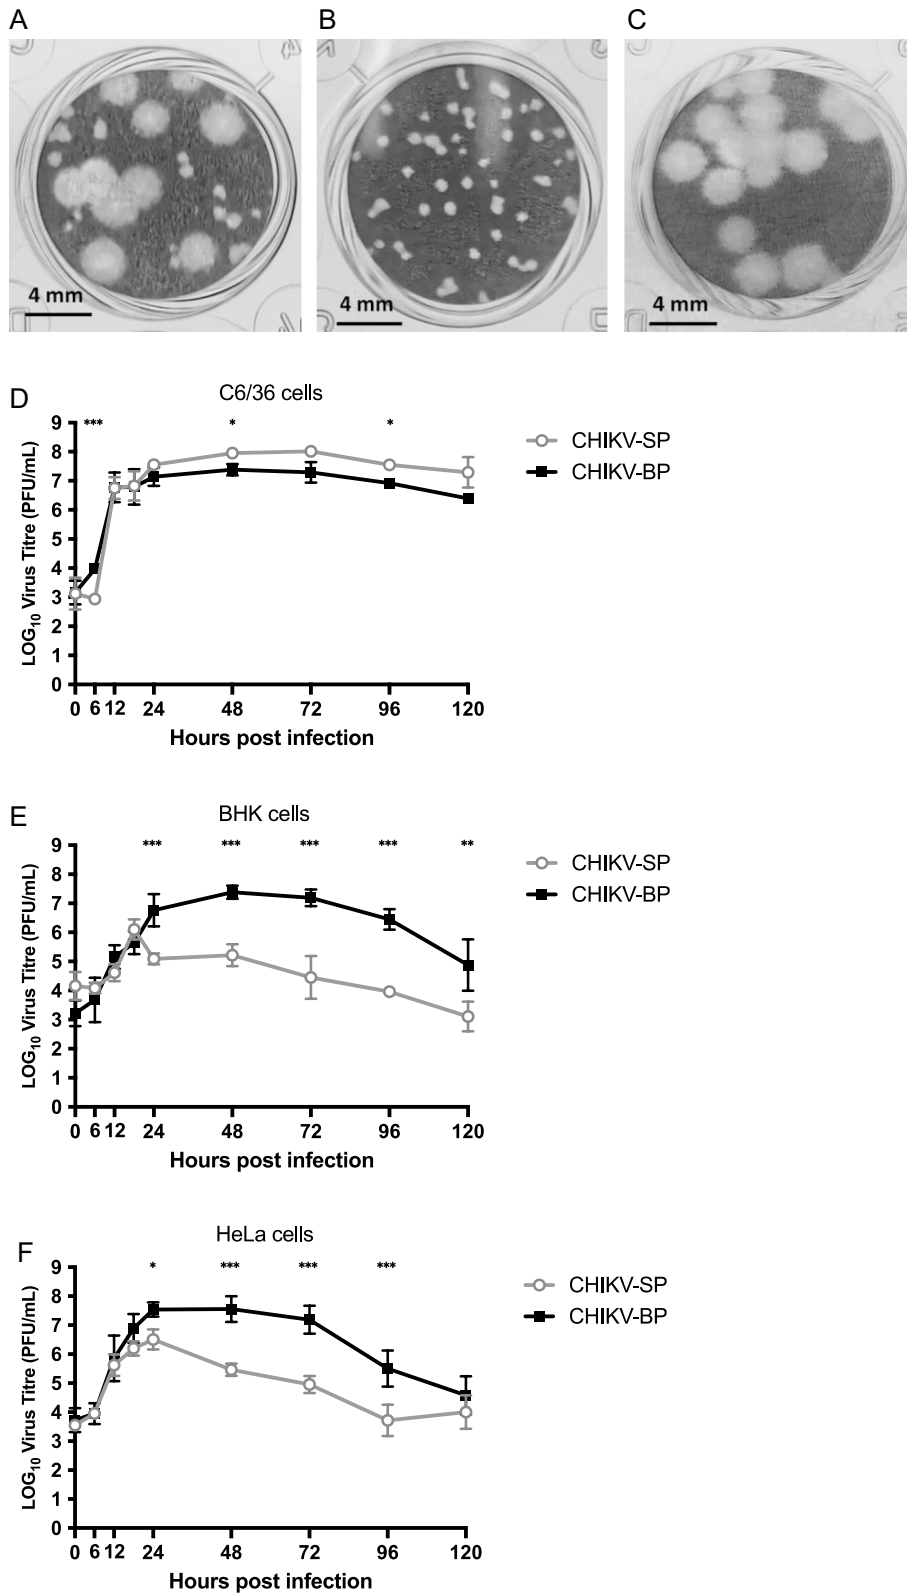 A B C
4 mm 4 mm 4 mm
D
C6/36 cells
*** * *
9
8
7
6
5
4
3
2
1
0
LOG10 Virus Titre (PFU/mL)
CHIKV-SP
CHIKV-BP
0 6 12 24 48 72 96 120
Hours post infection
E
BHK cells
*** *** *** *** **
9
8
7
6
5
4
3
2
1
0
LOG10 Virus Titre (PFU/mL)
CHIKV-SP
CHIKV-BP
0 6 12 24 48 72 96 120
Hours post infection
F
HeLa cells
* *** *** ***
9
8
7
6
5
4
3
2
1
0
LOG10 Virus Titre (PFU/mL)
CHIKV-SP
CHIKV-BP
0 6 12 24 48 72 96 120
Hours post infection